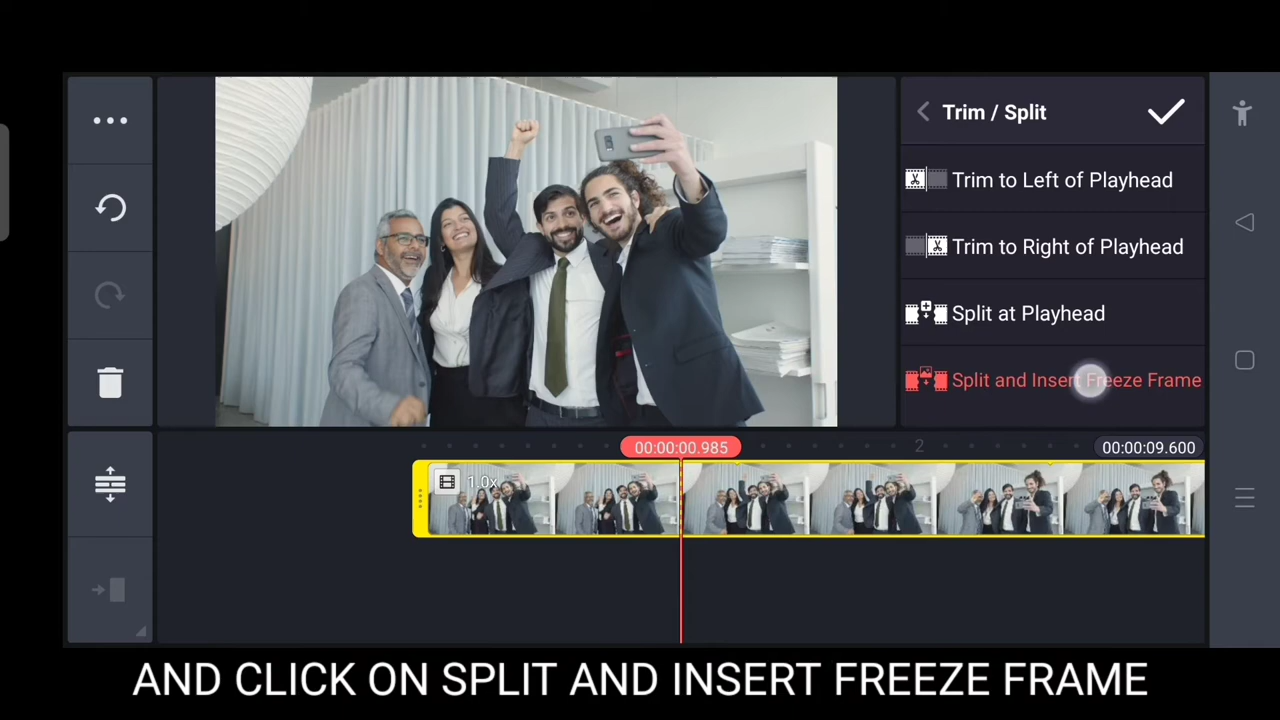 Trim / Split
Trim to Left of Playhead
Trim to Right of Playhead
Split at Playhead
Split and Insert Freeze Frame
00:00:00.985
2
00:00:09.600
1.0x
AND CLICK ON SPLIT AND INSERT FREEZE FRAME